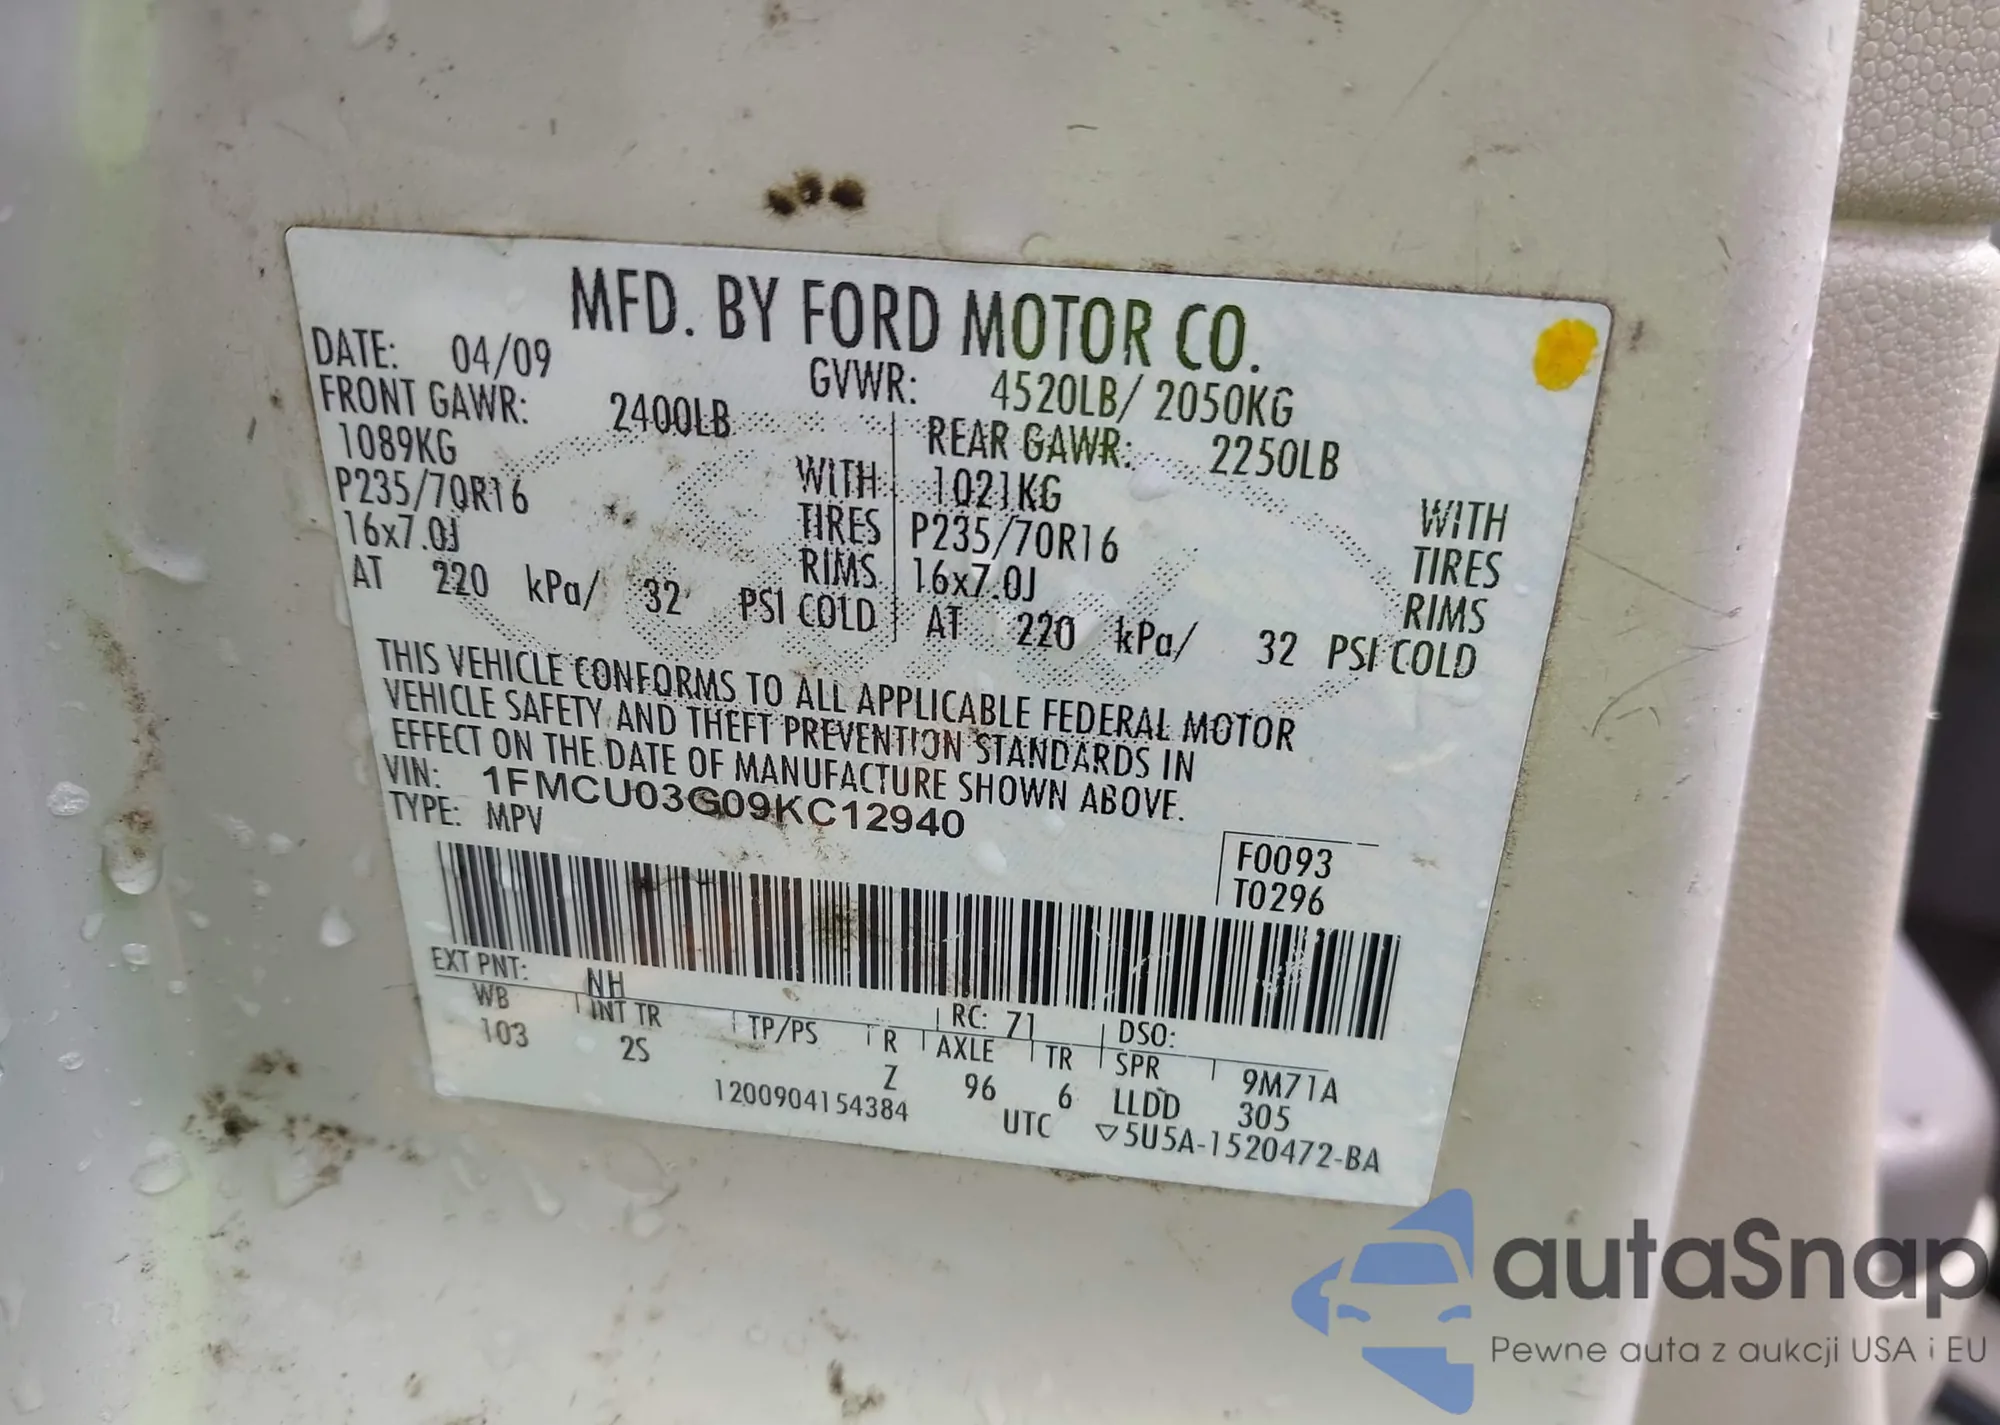 MFD. BY FORD MOTOR CO.
DATE: 04/09 GVWR: 4520LB/ 2050KG
FRONT GAWR: 2400LB REAR GAWR: 2250LB
1089KG WITH 1021KG WITH
P235/70R16 TIRES P235/70R16 TIRES
16x7.0J RIMS 16x7.0J RIMS
AT 220 kPa/ 32 PSI COLD AT 220 kPa/ 32 PSI COLD
THIS VEHICLE CONFORMS TO ALL APPLICABLE FEDERAL MOTOR
VEHICLE SAFETY AND THEFT PREVENTION STANDARDS IN
EFFECT ON THE DATE OF MANUFACTURE SHOWN ABOVE.
VIN: 1FMCU03G09KC12940
TYPE: MPV
F0093
T0296
EXT PNT: NH RC: 71 DSO:
WB INT TR TP/PS R AXLE TR SPR 9M71A
103 2S Z 96 6 LLDD 305
1200904154384 UTC ▽5U5A-1520472-BA
autaSnap
Pewne auta z aukcji USA i EU